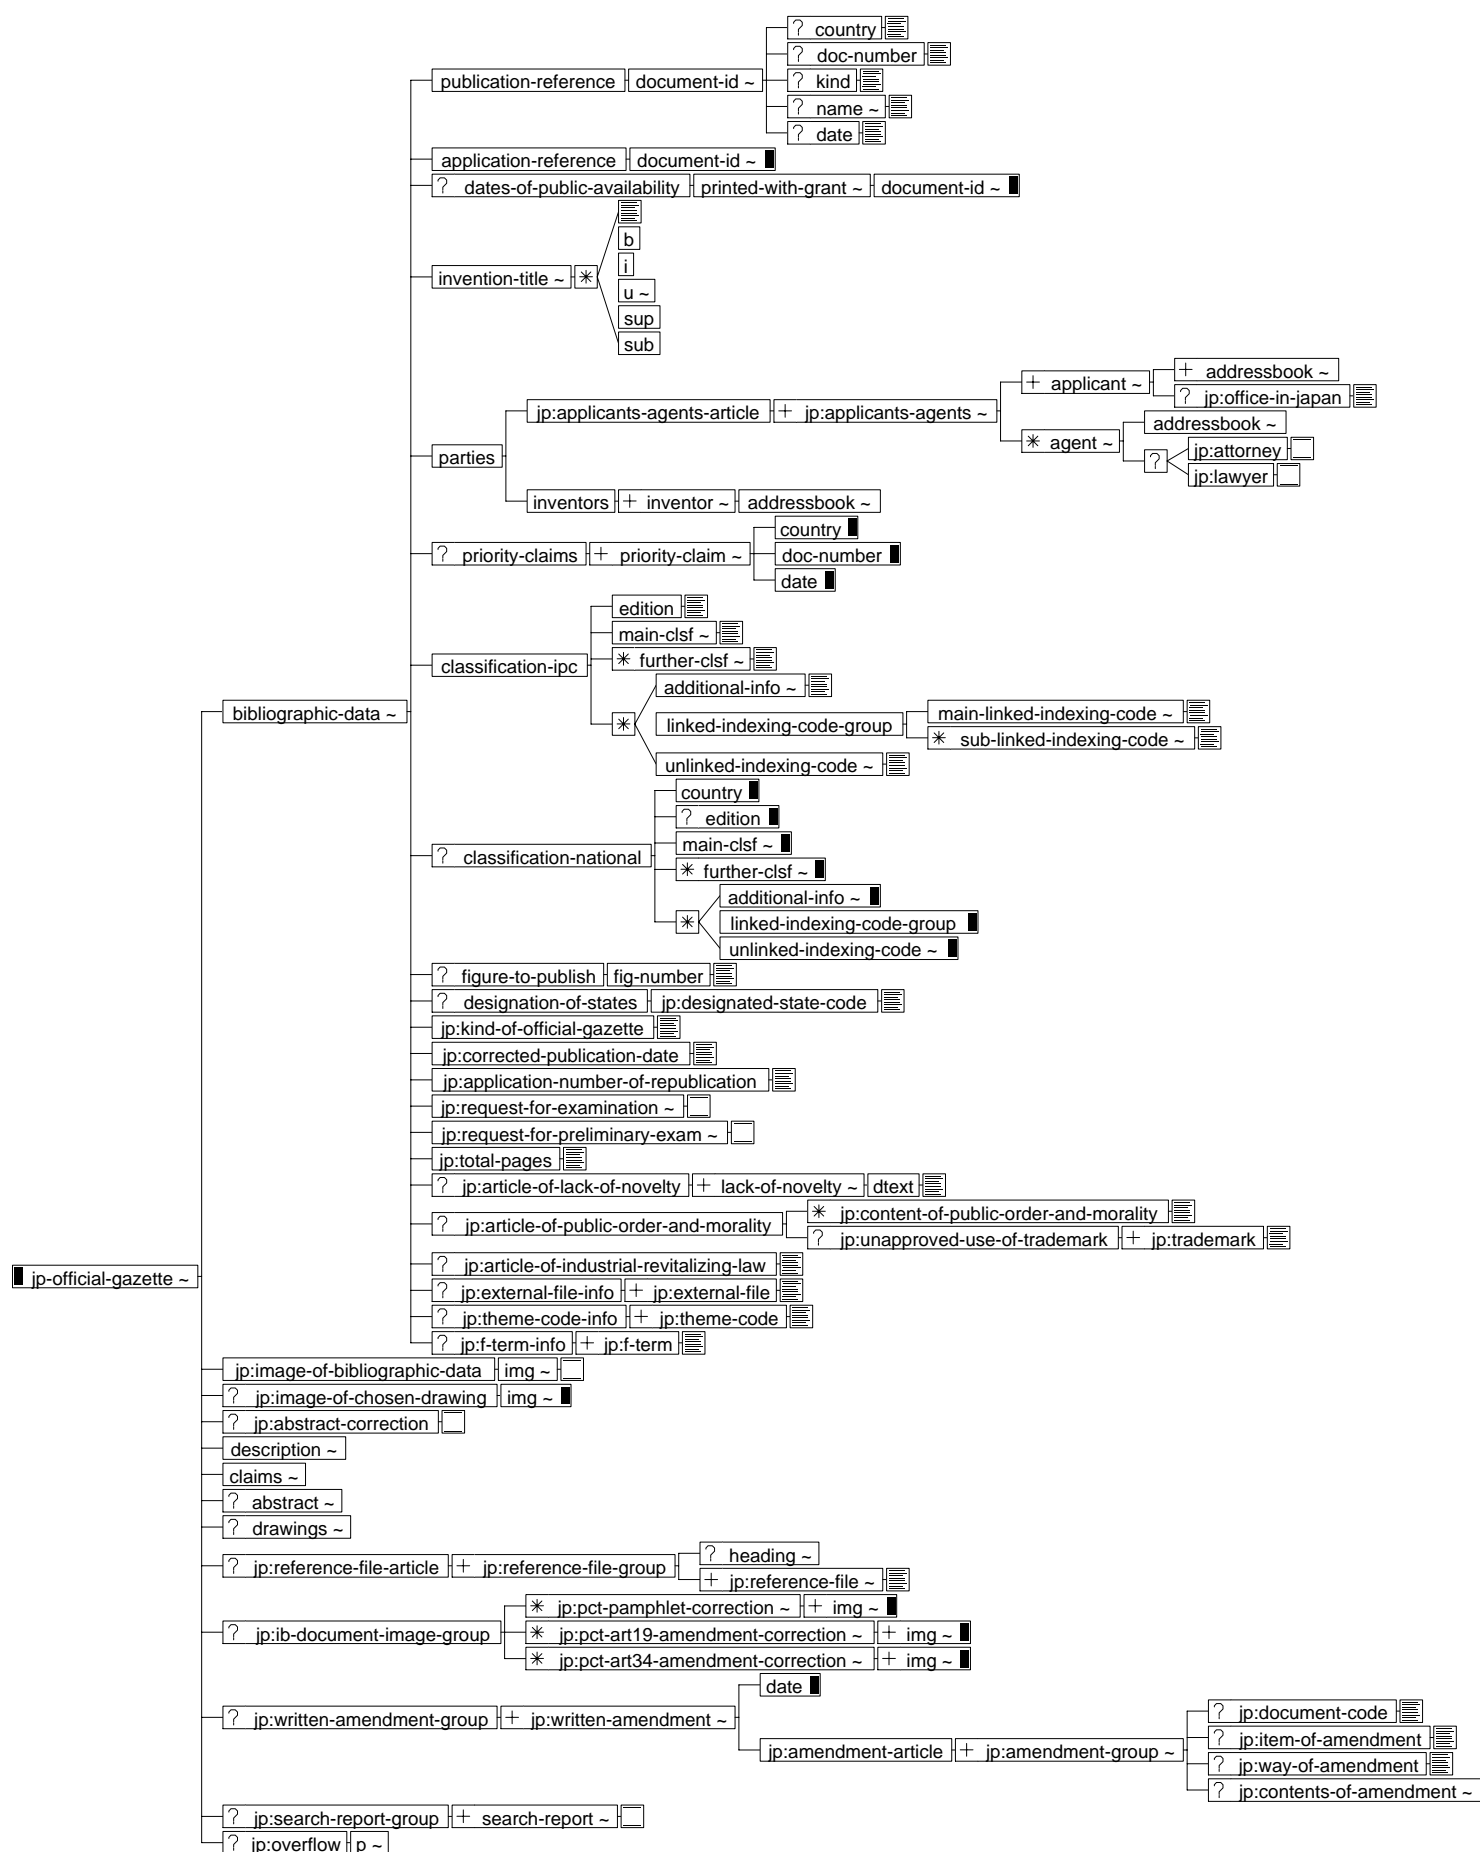 ? country
? doc-number
publication-reference document-id ~ ? kind
? name ~
? date
application-reference document-id ~
? dates-of-public-availability printed-with-grant ~ document-id ~
b
i
invention-title ~ *
u ~
sup
sub
+ addressbook ~
+ applicant ~
? jp:office-in-japan
jp:applicants-agents-article + jp:applicants-agents ~
addressbook ~
* agent ~
jp:attorney
parties ?
jp:lawyer
inventors + inventor ~ addressbook ~
country
? priority-claims + priority-claim ~ doc-number
date
edition
main-clsf ~
classification-ipc * further-clsf ~
additional-info ~
bibliographic-data ~ main-linked-indexing-code ~
* linked-indexing-code-group
* sub-linked-indexing-code ~
unlinked-indexing-code ~
country
? edition
main-clsf ~
? classification-national
* further-clsf ~
additional-info ~
* linked-indexing-code-group
unlinked-indexing-code ~
? figure-to-publish fig-number
? designation-of-states jp:designated-state-code
jp:kind-of-official-gazette
jp:corrected-publication-date
jp:application-number-of-republication
jp:request-for-examination ~
jp:request-for-preliminary-exam ~
jp:total-pages
? jp:article-of-lack-of-novelty + lack-of-novelty ~ dtext
* jp:content-of-public-order-and-morality
? jp:article-of-public-order-and-morality
? jp:unapproved-use-of-trademark + jp:trademark
? jp:article-of-industrial-revitalizing-law
jp-official-gazette ~
? jp:external-file-info + jp:external-file
? jp:theme-code-info + jp:theme-code
? jp:f-term-info + jp:f-term
jp:image-of-bibliographic-data img ~
? jp:image-of-chosen-drawing img ~
? jp:abstract-correction
description ~
claims ~
? abstract ~
? drawings ~
? heading ~
? jp:reference-file-article + jp:reference-file-group
+ jp:reference-file ~
* jp:pct-pamphlet-correction ~ + img ~
? jp:ib-document-image-group * jp:pct-art19-amendment-correction ~ + img ~
* jp:pct-art34-amendment-correction ~ + img ~
date
? jp:document-code
? jp:written-amendment-group + jp:written-amendment ~
? jp:item-of-amendment
jp:amendment-article + jp:amendment-group ~
? jp:way-of-amendment
? jp:contents-of-amendment ~
? jp:search-report-group + search-report ~
? jp:overflow p ~